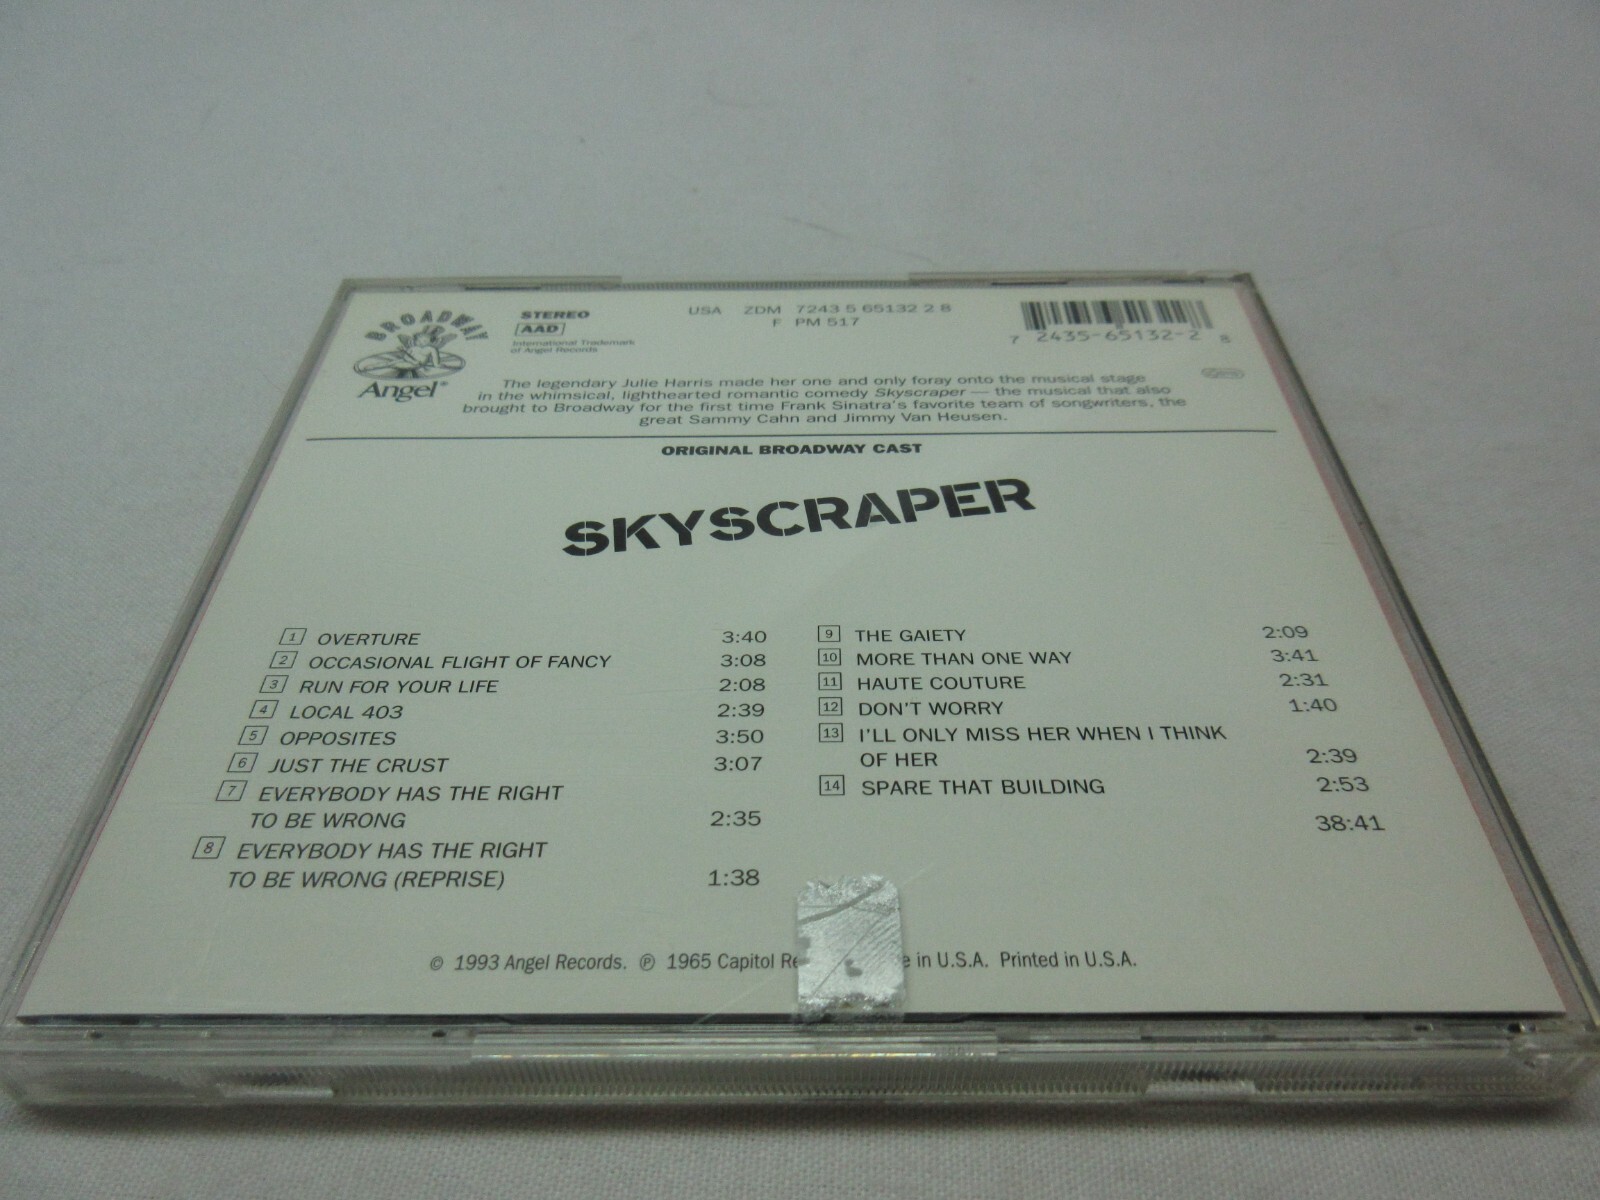 BROADWAY
Angel®
STEREO
AAD
International Trademark
of Angel Records
USA ZDM 7243 5 65132 2 8
F PM 517
7 2435-65132-2 8
The legendary Julie Harris made her one and only foray onto the musical stage
in the whimsical, lighthearted romantic comedy Skyscraper — the musical that also
brought to Broadway for the first time Frank Sinatra's favorite team of songwriters, the
great Sammy Cahn and Jimmy Van Heusen.
ORIGINAL BROADWAY CAST
SKYSCRAPER
1 OVERTURE 3:40
2 OCCASIONAL FLIGHT OF FANCY 3:08
3 RUN FOR YOUR LIFE 2:08
4 LOCAL 403 2:39
5 OPPOSITES 3:50
6 JUST THE CRUST 3:07
7 EVERYBODY HAS THE RIGHT
TO BE WRONG 2:35
8 EVERYBODY HAS THE RIGHT
TO BE WRONG (REPRISE) 1:38
9 THE GAIETY 2:09
10 MORE THAN ONE WAY 3:41
11 HAUTE COUTURE 2:31
12 DON'T WORRY 1:40
13 I'LL ONLY MISS HER WHEN I THINK
OF HER 2:39
14 SPARE THAT BUILDING 2:53
38:41
© 1993 Angel Records. ℗ 1965 Capitol in U.S.A. Printed in U.S.A.